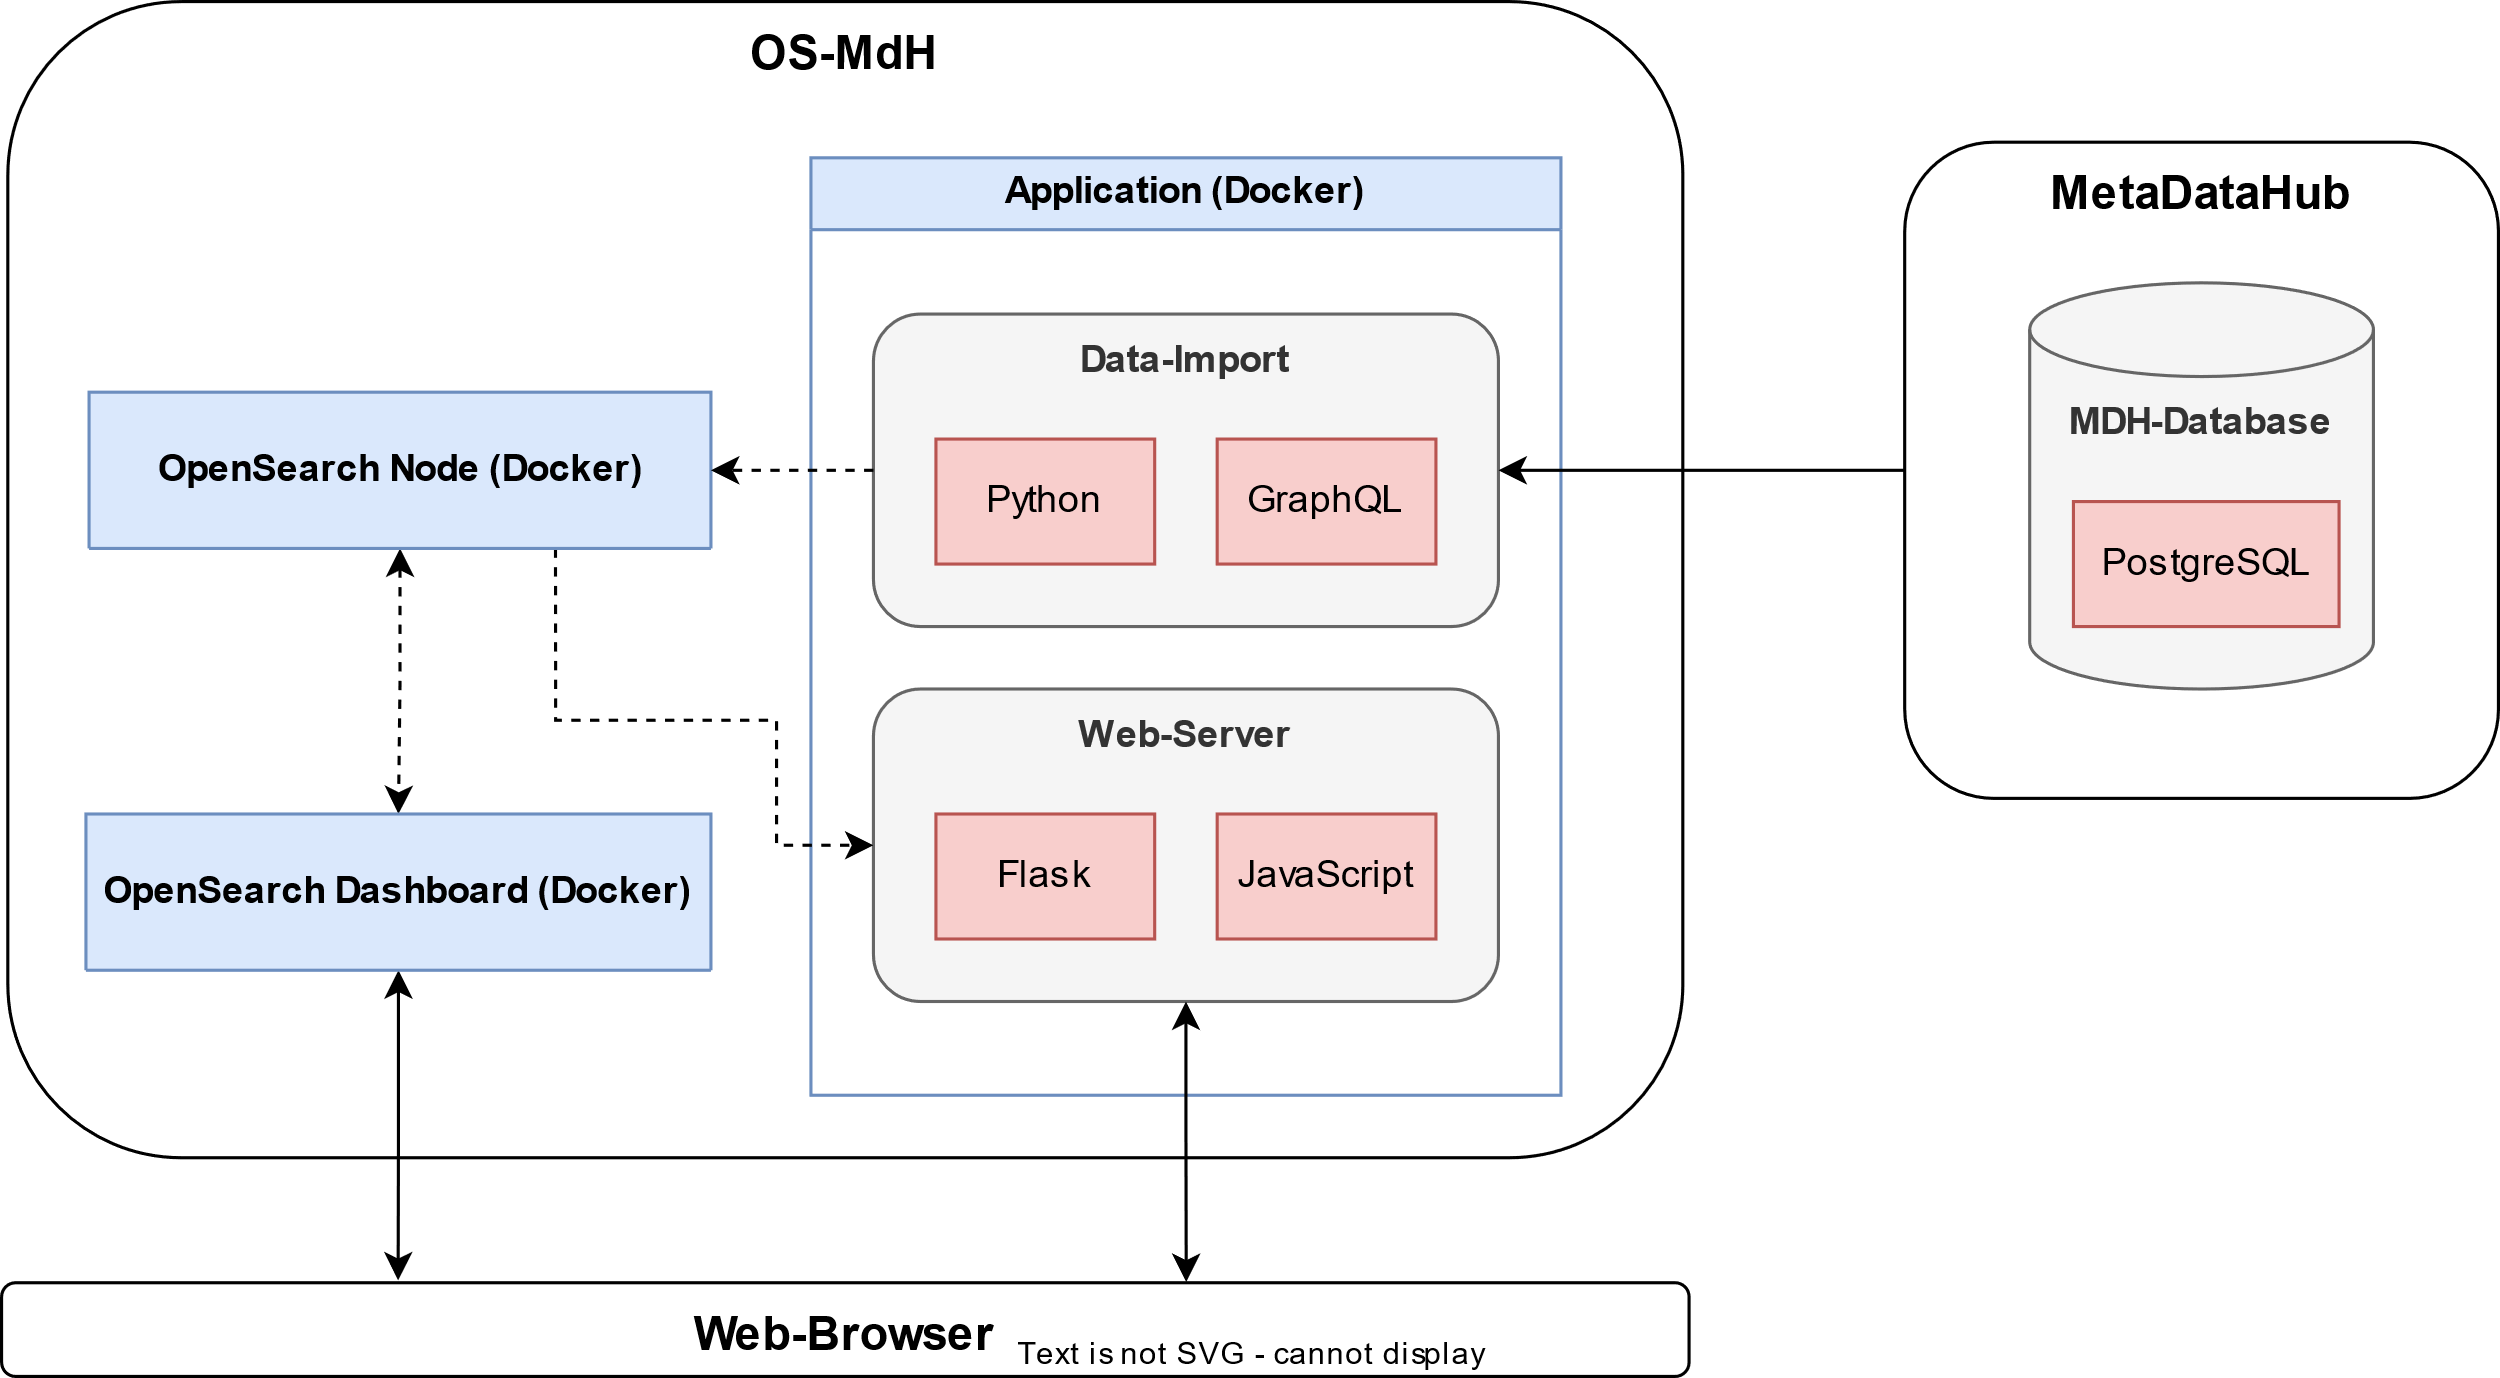 OS-MdH
Application (Docker)
MetaDataHub
Data-Import
MDH-Database
OpenSearch Node (Docker)
Python
GraphQL
PostgreSQL
Web-Server
OpenSearch Dashboard (Docker)
Flask
JavaScript
Web-Browser
Text is not SVG - cannot display